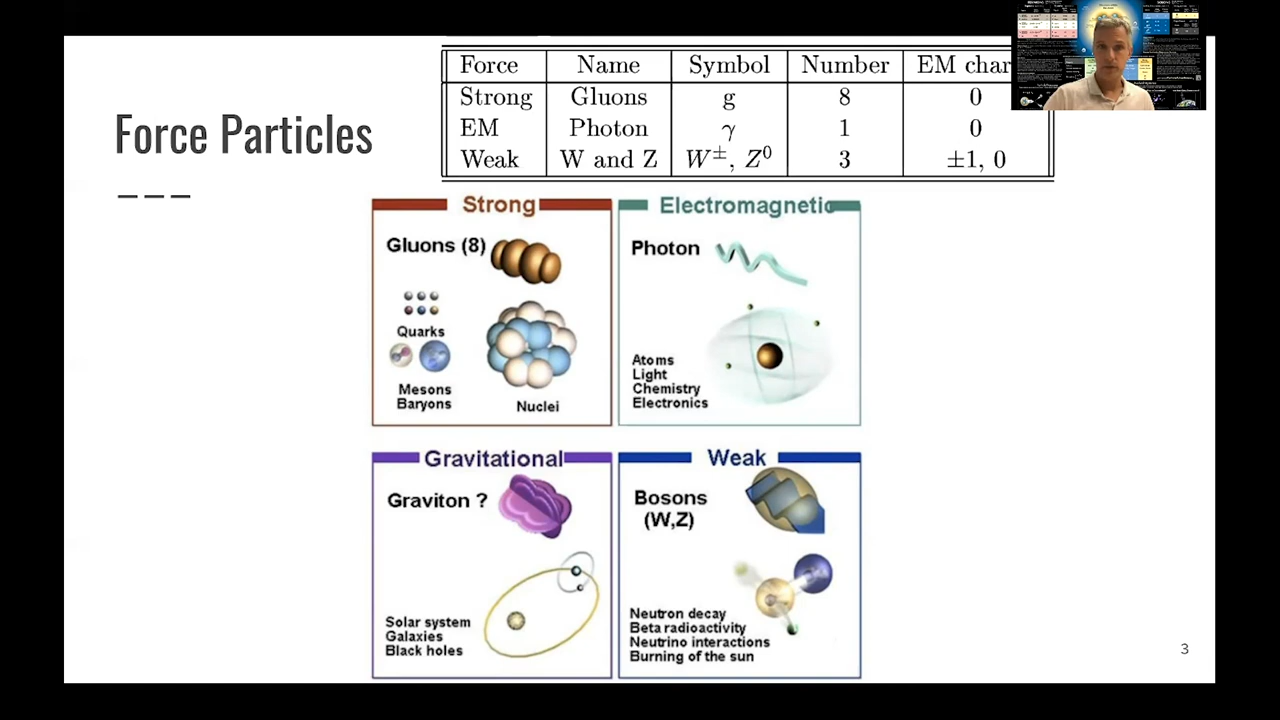 Force Name Symbol Number EM char
Strong Gluons g 8 0
EM Photon γ 1 0
Weak W and Z W±, Z⁰ 3 ±1, 0
Force Particles
Strong
Gluons (8)
Quarks
Mesons
Baryons
Nuclei
Electromagnetic
Photon
Atoms
Light
Chemistry
Electronics
Gravitational
Graviton ?
Solar system
Galaxies
Black holes
Weak
Bosons
(W,Z)
Neutron decay
Beta radioactivity
Neutrino interactions
Burning of the sun
3